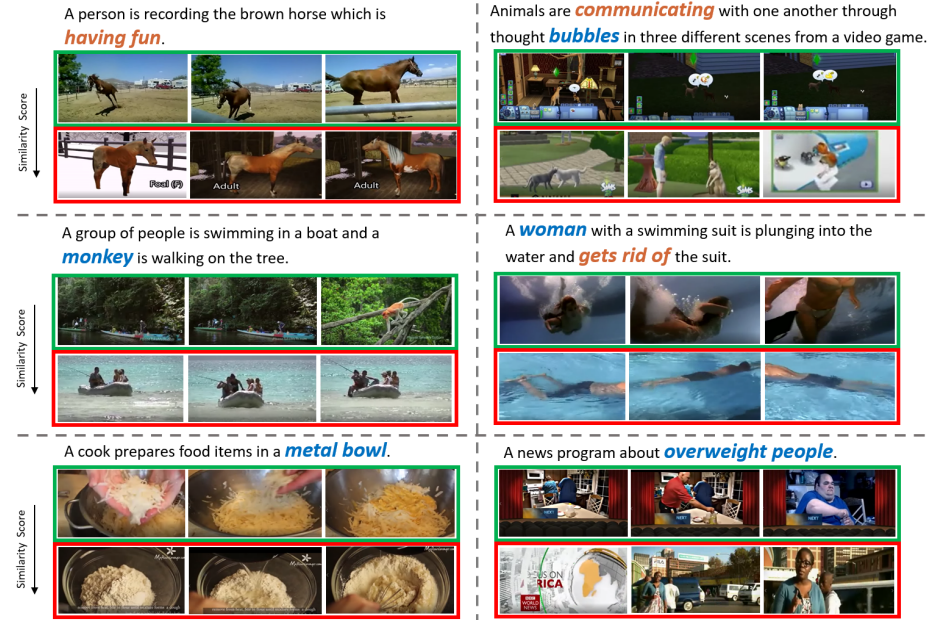 A person is recording the brown horse which is
having fun.
Similarity Score
Foal (F)
Adult
Adult
Animals are communicating with one another through
thought bubbles in three different scenes from a video game.
SIMS
A group of people is swimming in a boat and a
monkey is walking on the tree.
Similarity Score
A woman with a swimming suit is plunging into the
water and gets rid of the suit.
A cook prepares food items in a metal bowl.
Similarity Score
A news program about overweight people.
NEXT
NEXT
NEXT
US ON
RICA
BBC
WORLD
NEWS